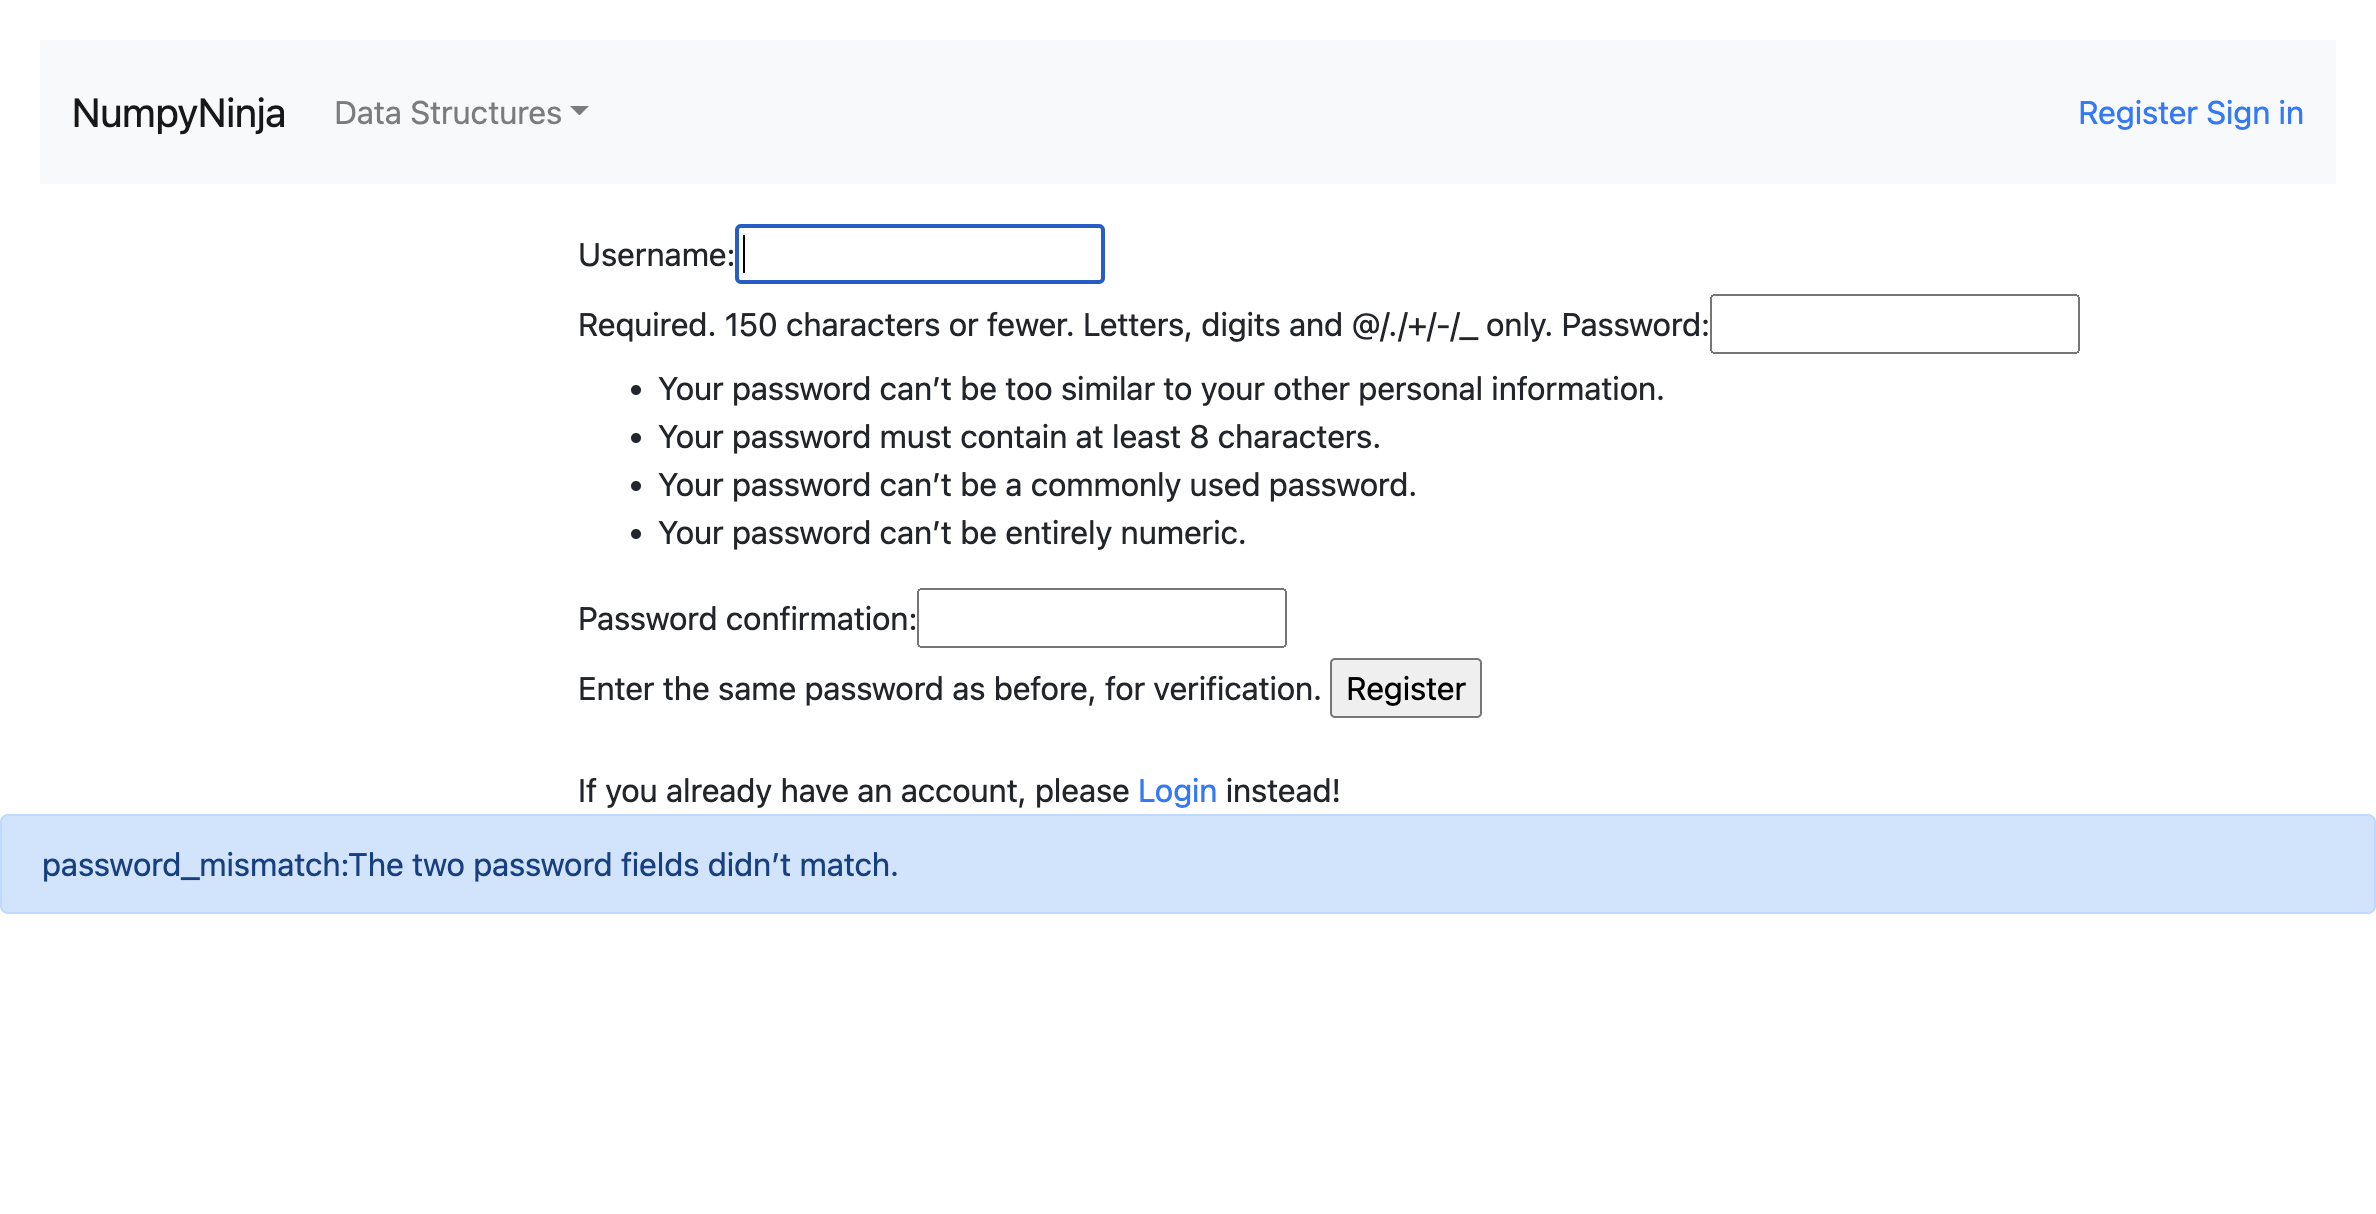 NumpyNinja Data Structures Register Sign in
Username:
Required. 150 characters or fewer. Letters, digits and @/./+/-/_ only. Password:
• Your password can’t be too similar to your other personal information.
• Your password must contain at least 8 characters.
• Your password can’t be a commonly used password.
• Your password can’t be entirely numeric.
Password confirmation:
Enter the same password as before, for verification. Register
If you already have an account, please Login instead!
password_mismatch:The two password fields didn’t match.